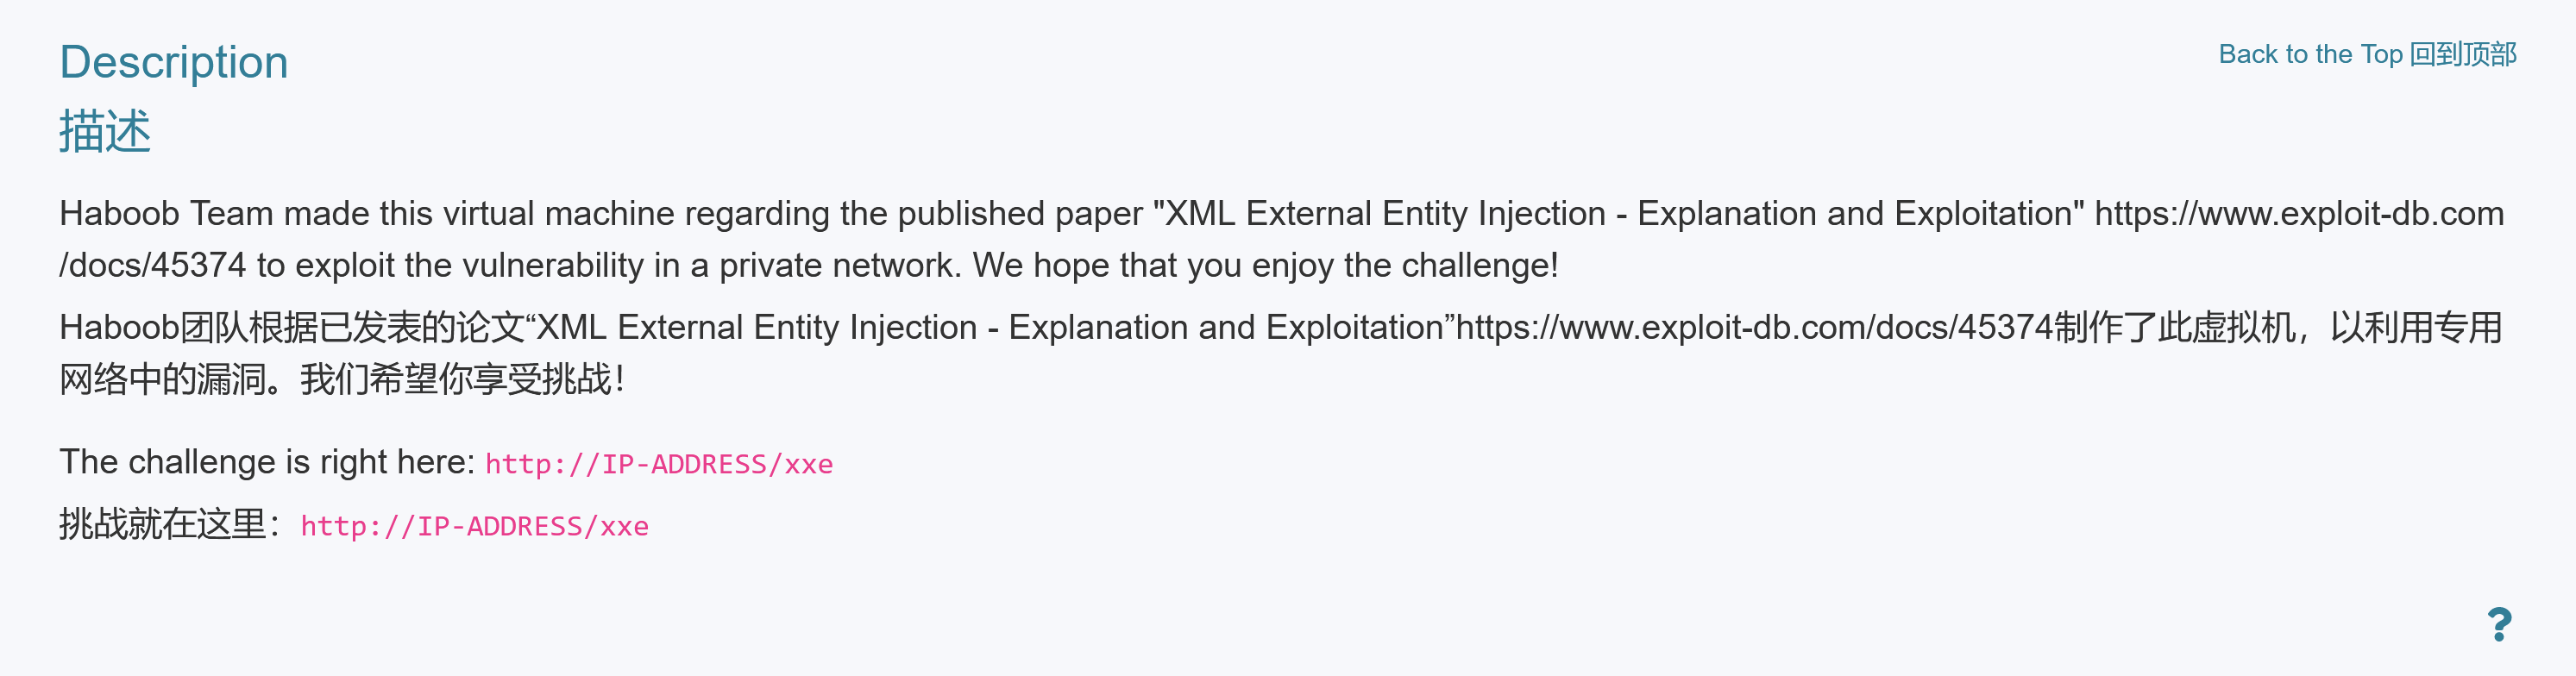 Description
Back to the Top 回到顶部
描述
Haboob Team made this virtual machine regarding the published paper "XML External Entity Injection - Explanation and Exploitation" https://www.exploit-db.com
/docs/45374 to exploit the vulnerability in a private network. We hope that you enjoy the challenge!
Haboob团队根据已发表的论文“XML External Entity Injection - Explanation and Exploitation”https://www.exploit-db.com/docs/45374制作了此虚拟机，以利用专用
网络中的漏洞。我们希望你享受挑战！
The challenge is right here: http://IP-ADDRESS/xxe
挑战就在这里：http://IP-ADDRESS/xxe
?